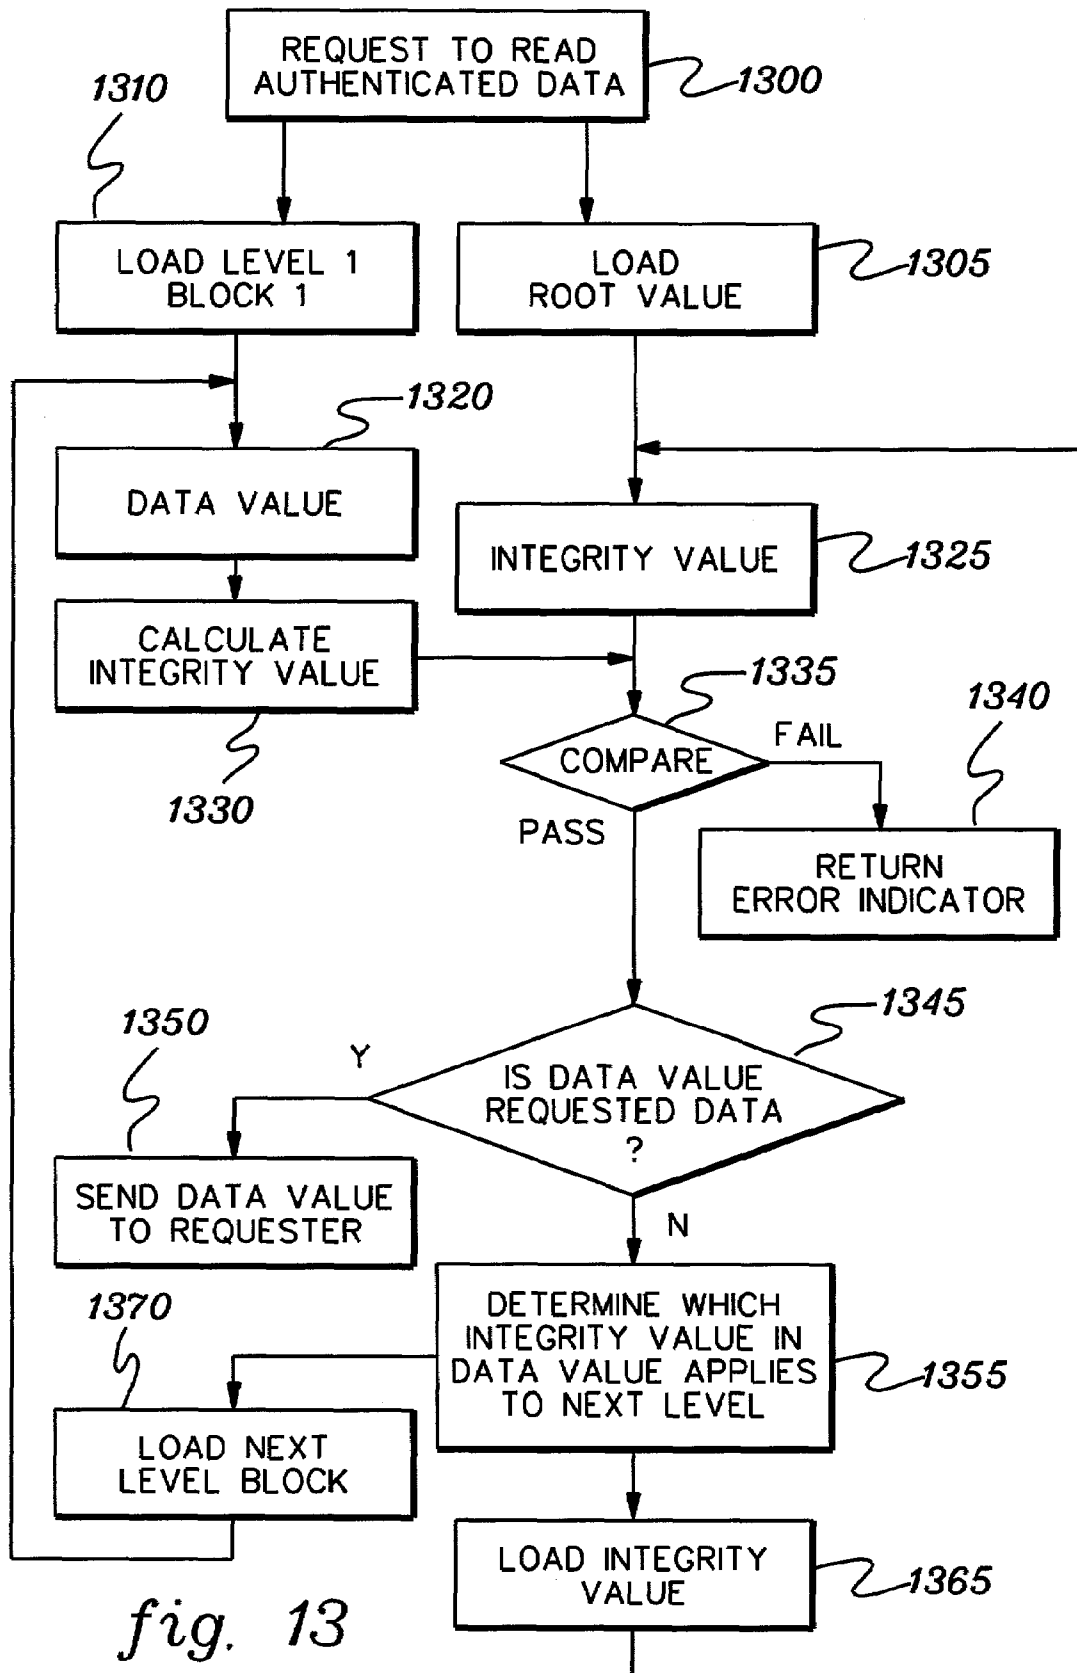 REQUEST TO READ
AUTHENTICATED DATA
1300
1310
LOAD LEVEL 1
BLOCK 1
LOAD
ROOT VALUE
1305
1320
DATA VALUE
INTEGRITY VALUE
1325
CALCULATE
INTEGRITY VALUE
1330
1335
COMPARE
FAIL
1340
PASS
RETURN
ERROR INDICATOR
1345
1350
Y
IS DATA VALUE
REQUESTED DATA
?
SEND DATA VALUE
TO REQUESTER
N
1370
DETERMINE WHICH
INTEGRITY VALUE IN
DATA VALUE APPLIES
TO NEXT LEVEL
1355
LOAD NEXT
LEVEL BLOCK
LOAD INTEGRITY
VALUE
1365
fig. 13